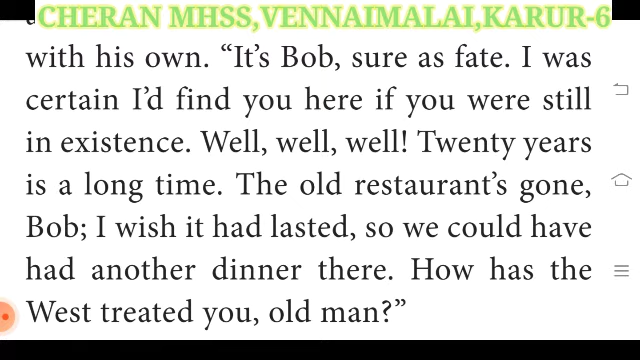 CHERAN MHSS,VENNAIMALAI,KARUR-6
with his own. “It’s Bob, sure as fate. I was
certain I’d find you here if you were still
in existence. Well, well, well! Twenty years
is a long time. The old restaurant’s gone,
Bob; I wish it had lasted, so we could have
had another dinner there. How has the
West treated you, old man?”